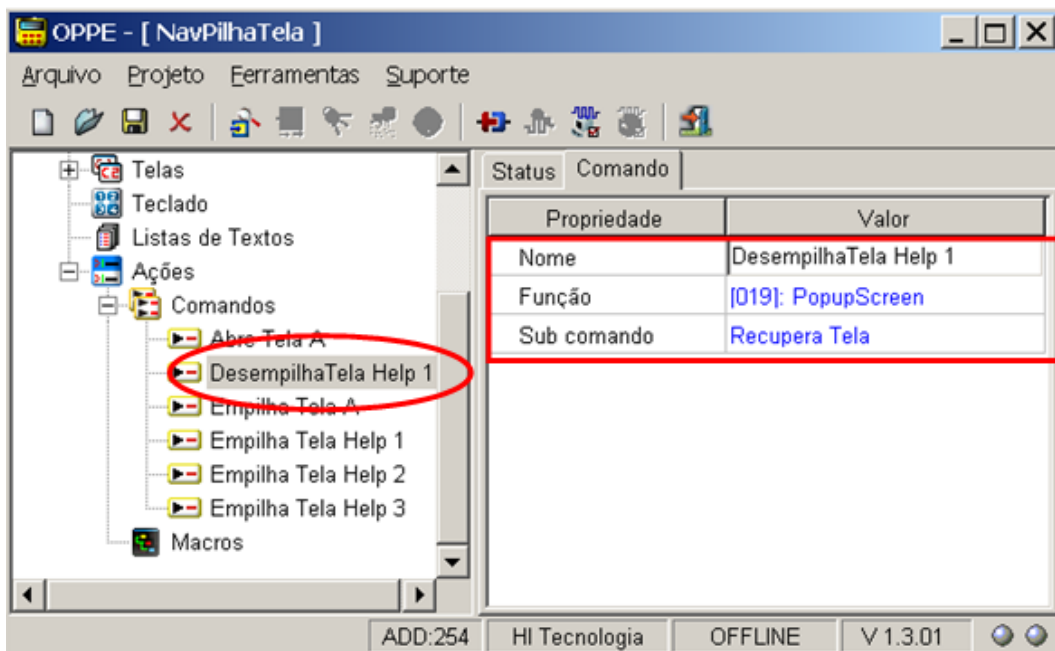 OPPE - [ NavPilhaTela ]
Arquivo Projeto Ferramentas Suporte
Telas
Teclado
Listas de Textos
Ações
Comandos
Abre Tela A
DesempilhaTela Help 1
Empilha Tela A
Empilha Tela Help 1
Empilha Tela Help 2
Empilha Tela Help 3
Macros
Status Comando
Propriedade Valor
Nome DesempilhaTela Help 1
Função [019]: PopupScreen
Sub comando Recupera Tela
ADD:254 HI Tecnologia OFFLINE V 1.3.01